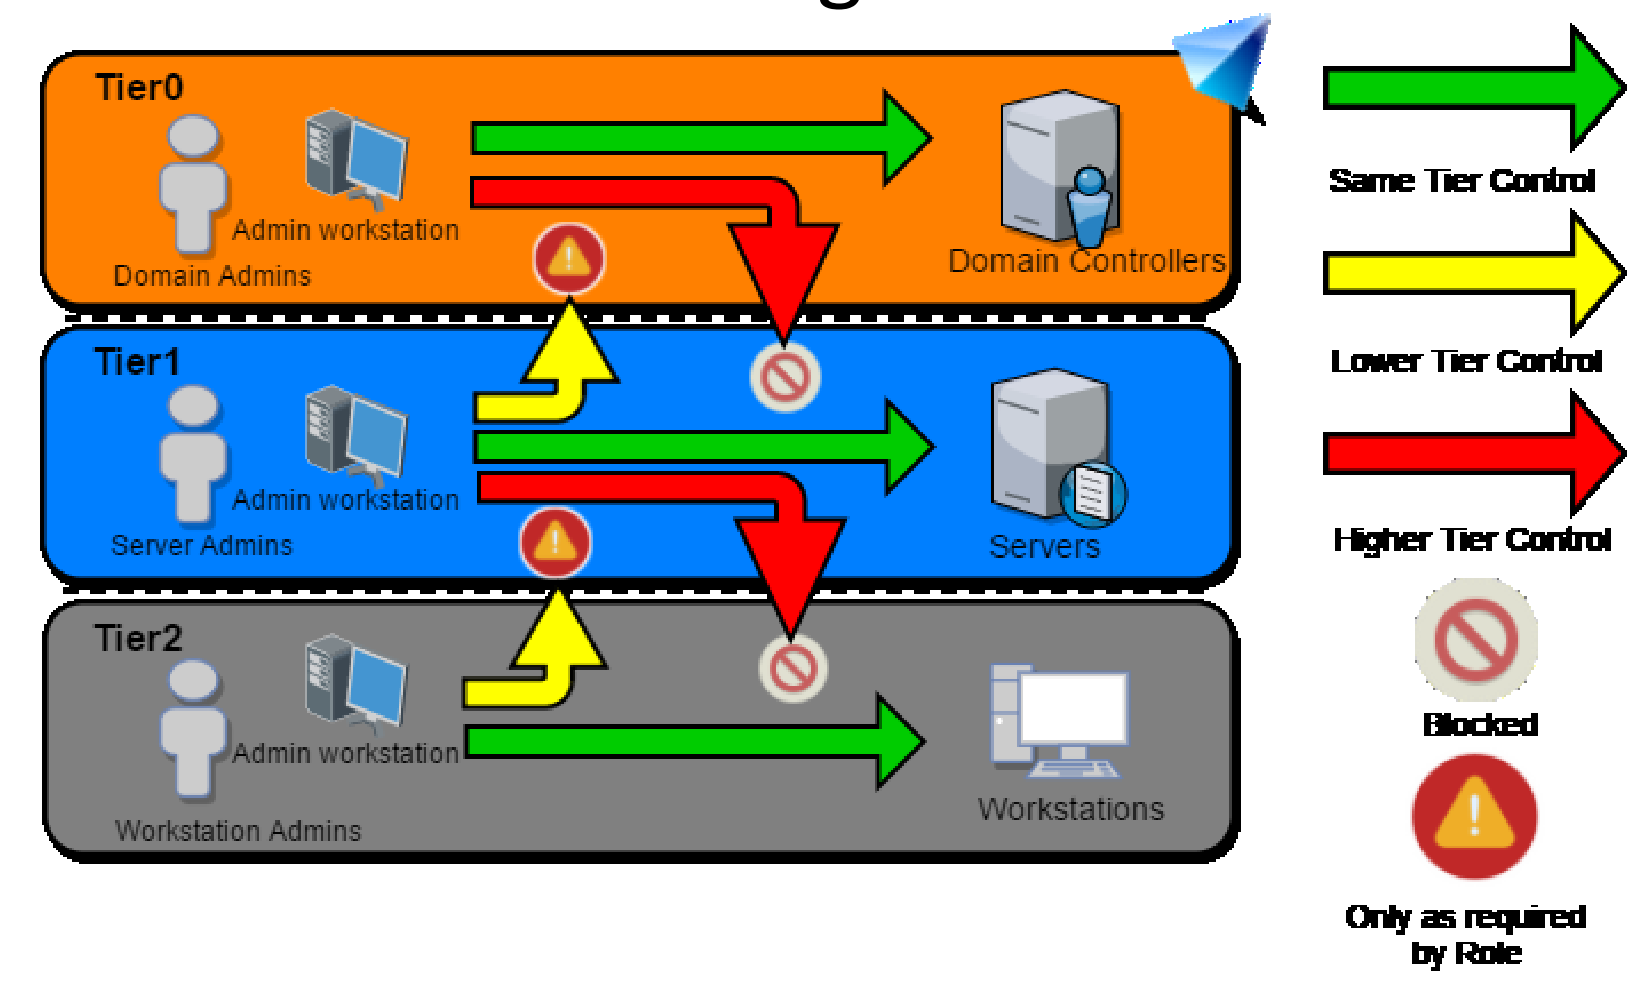 Tier0
Admin workstation
Domain Admins
Domain Controllers
Tier1
Admin workstation
Server Admins
Servers
Tier2
Admin workstation
Workstation Admins
Workstations
Same Tier Control
Lower Tier Control
Higher Tier Control
Blocked
Only as required
by Role